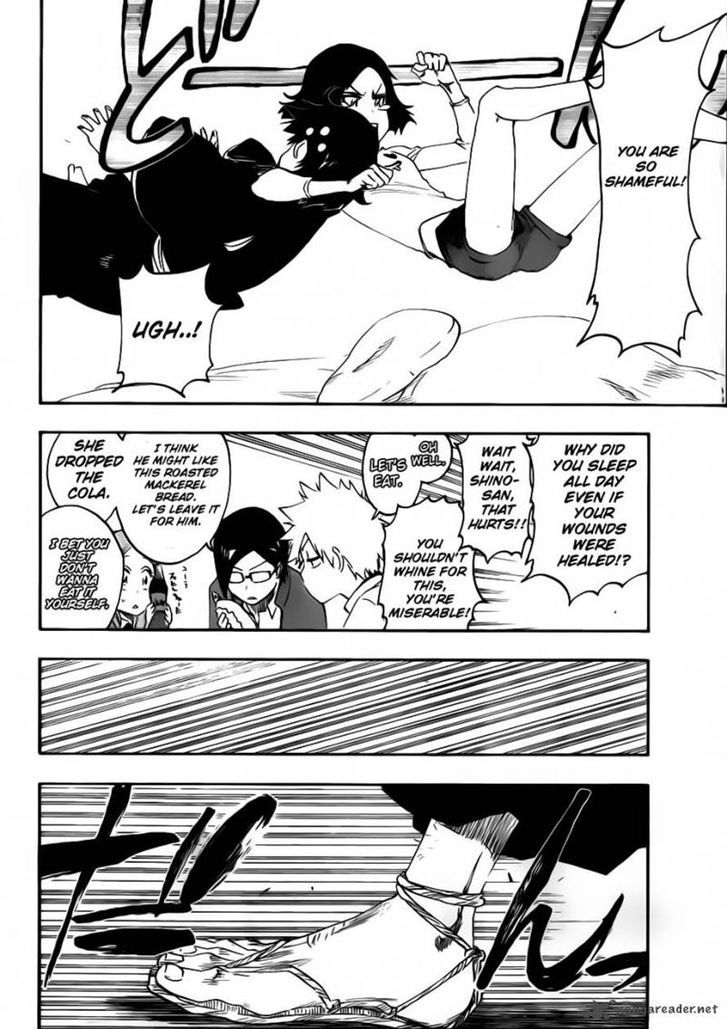 YOU ARE
SO
SHAMEFUL!
UGH..!
WHY DID
YOU SLEEP
ALL DAY
EVEN IF
YOUR
WOUNDS
WERE
HEALED!?
WAIT
WAIT,
SHINO-
SAN,
THAT
HURTS!!
YOU
SHOULDN'T
WHINE FOR
THIS,
YOU'RE
MISERABLE!
OH
WELL.
LET'S
EAT.
I THINK
HE MIGHT LIKE
THIS ROASTED
MACKEREL
BREAD.
LET'S LEAVE IT
FOR HIM.
SHE
DROPPED
THE
COLA.
I BET YOU
JUST
DON'T
WANNA
EAT IT
YOURSELF.
コーラ